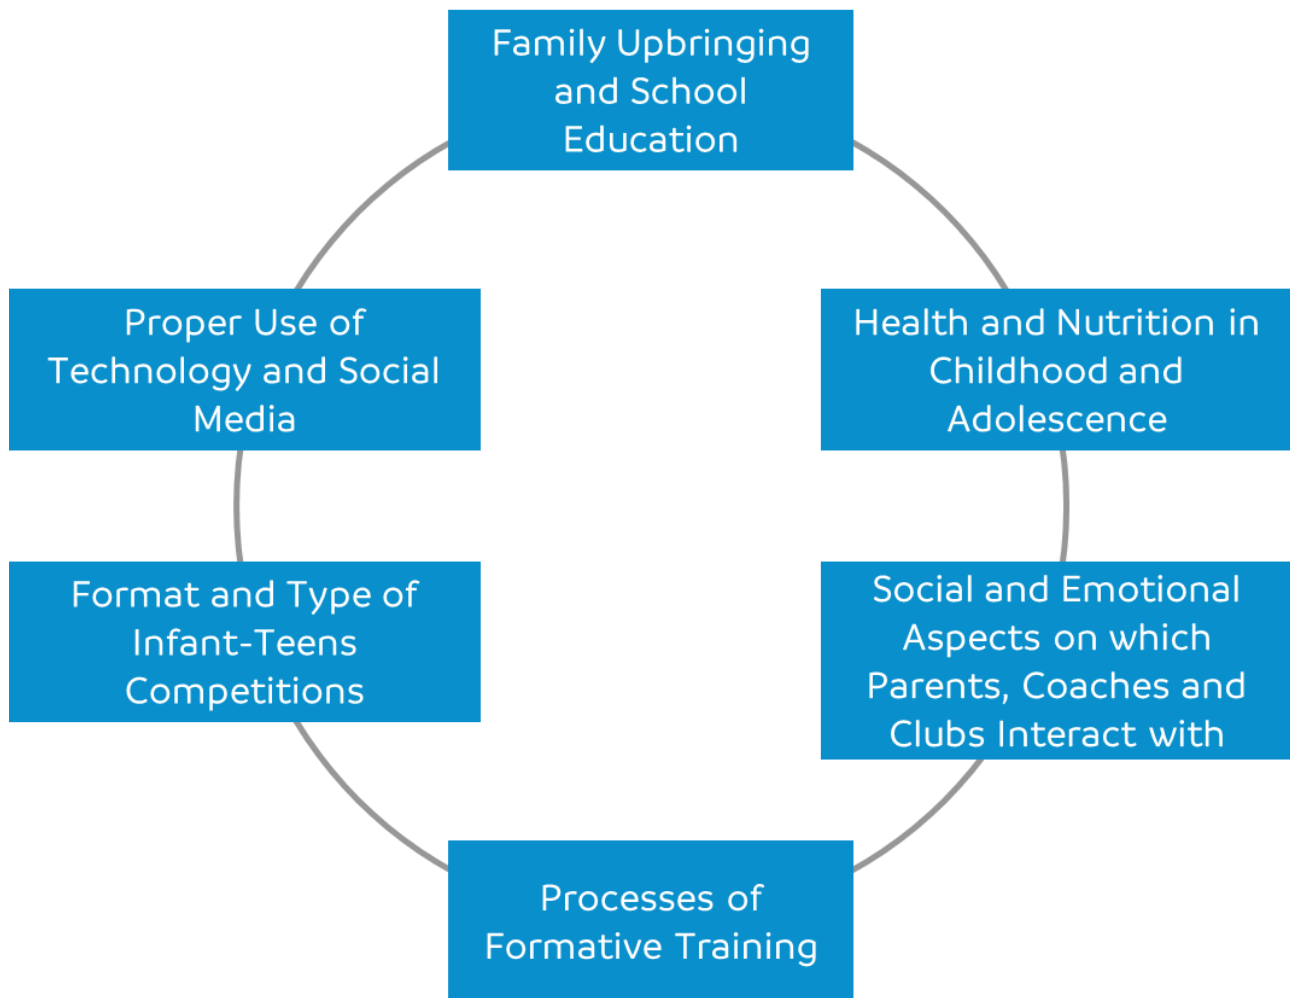 Family Upbringing
and School
Education
Proper Use of
Technology and Social
Media
Health and Nutrition in
Childhood and
Adolescence
Format and Type of
Infant-Teens
Competitions
Social and Emotional
Aspects on which
Parents, Coaches and
Clubs Interact with
Processes of
Formative Training